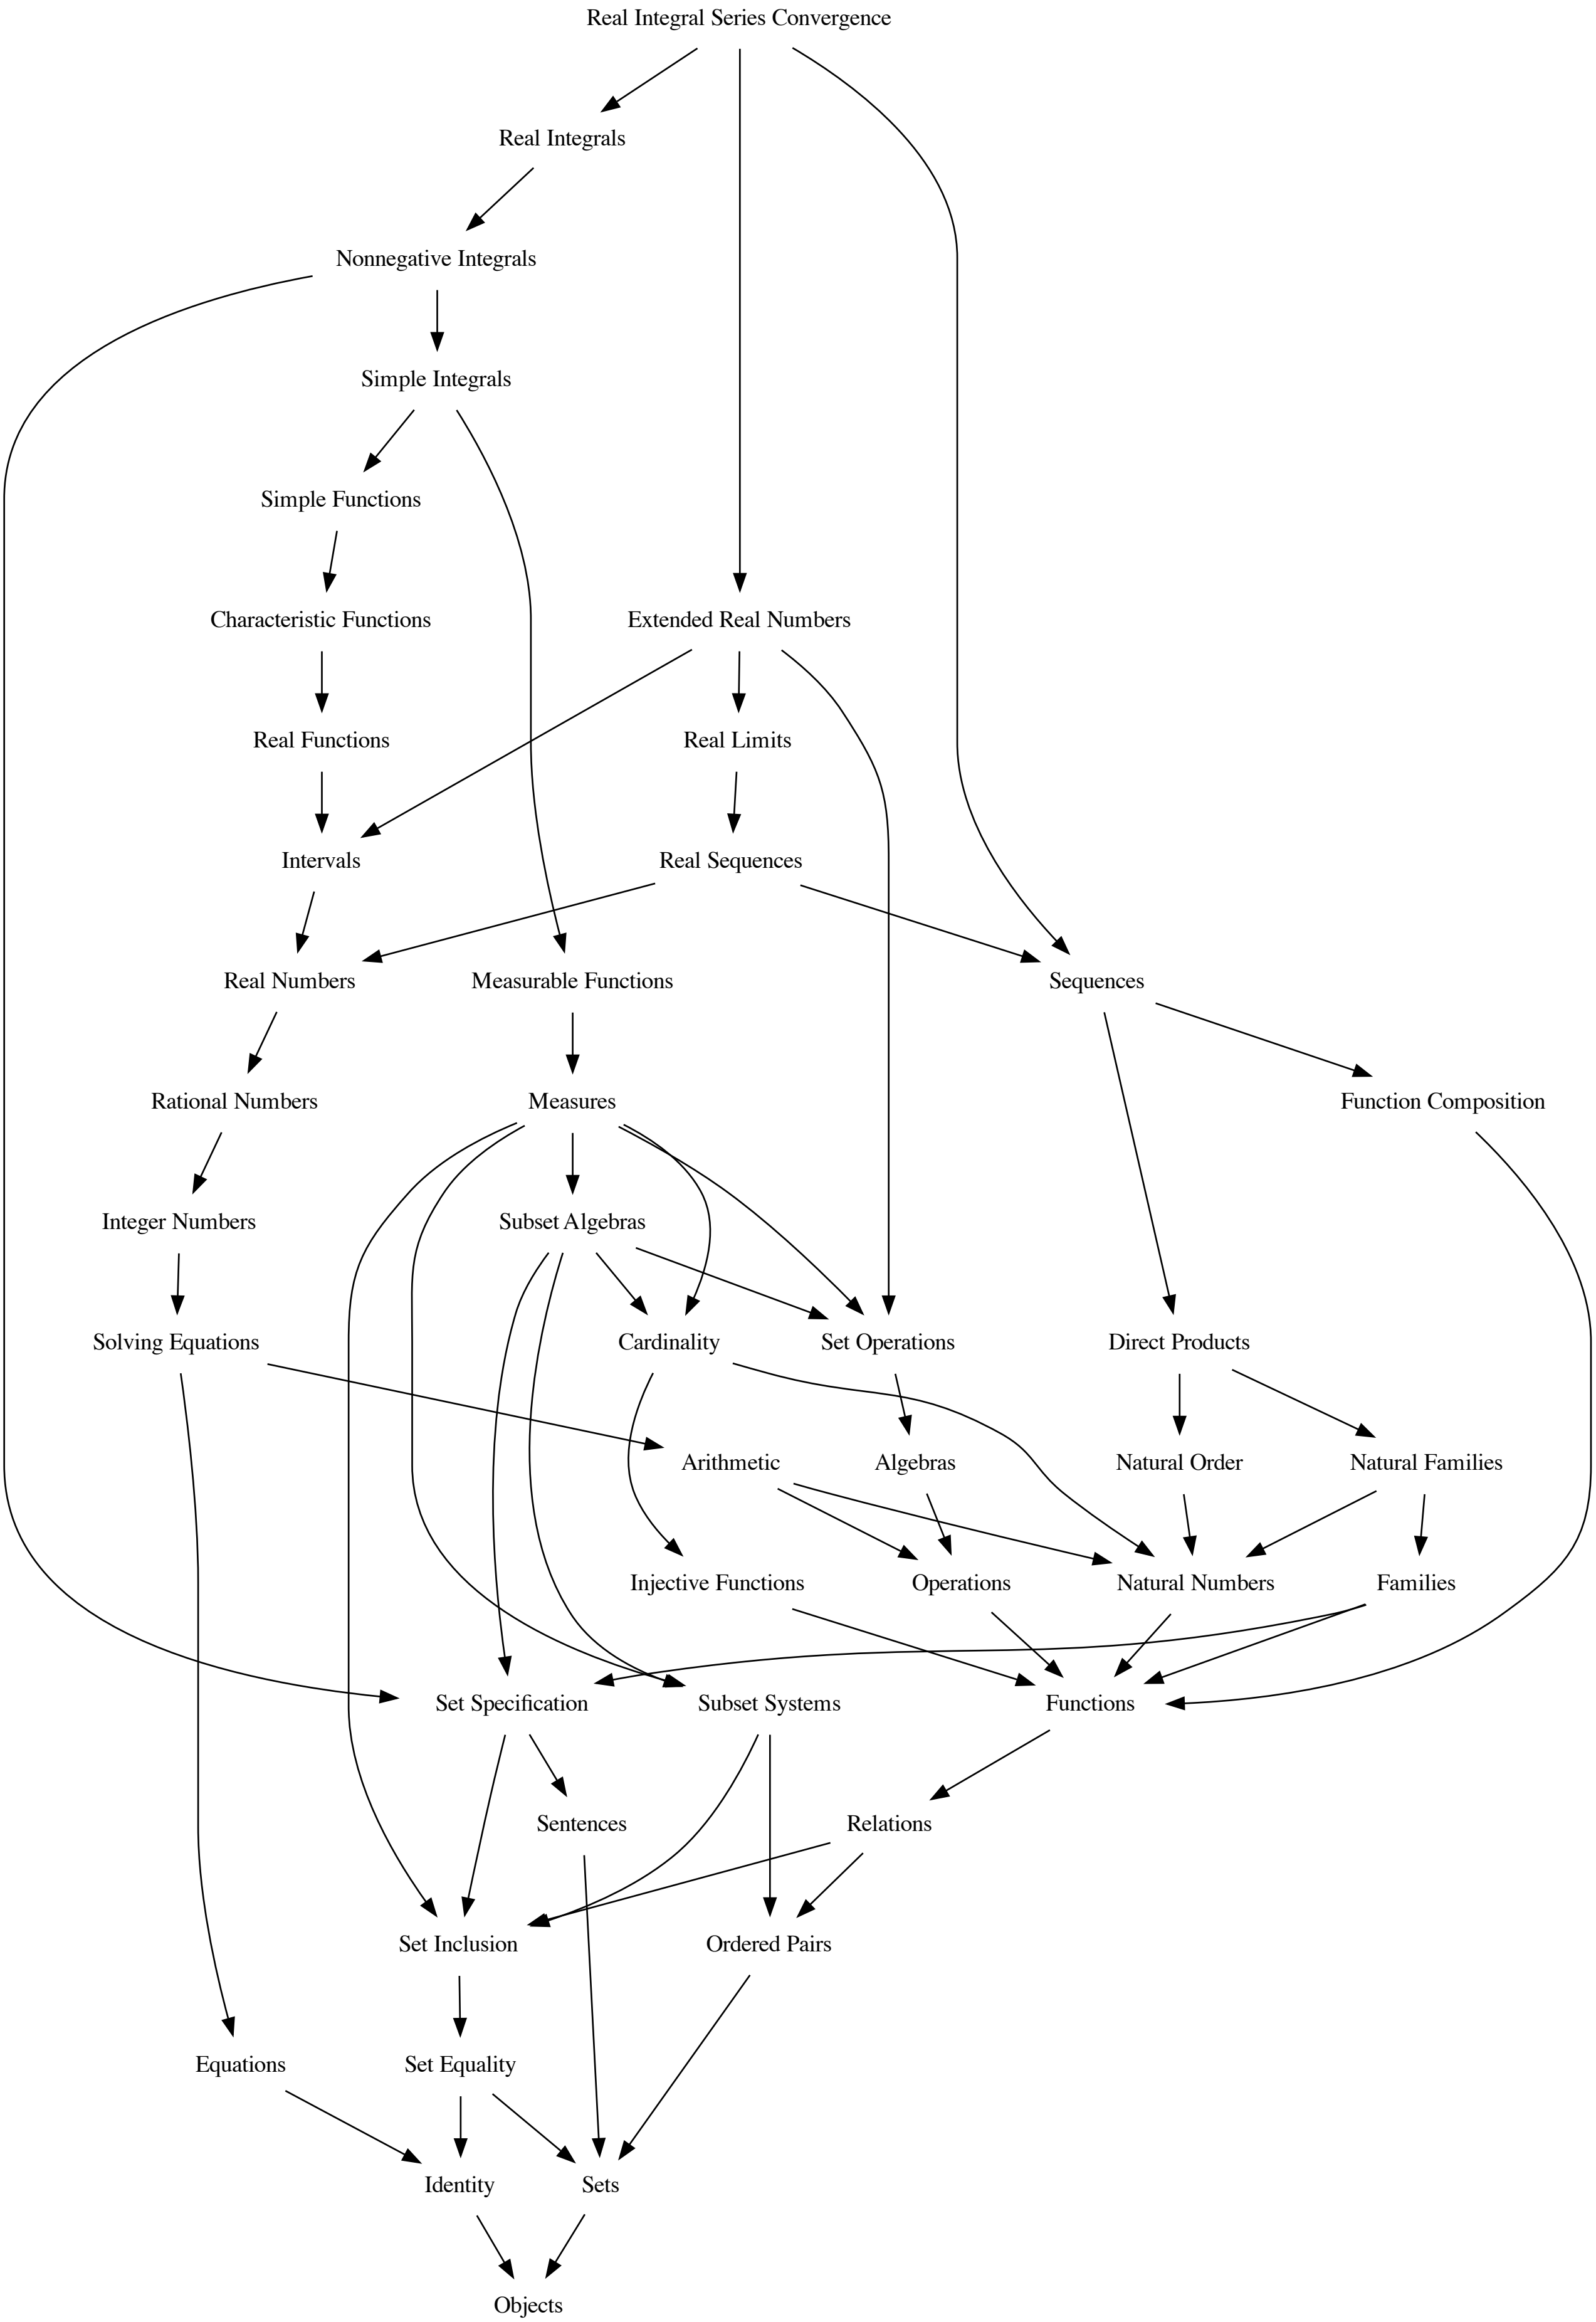 Real Integral Series Convergence
Real Integrals
Nonnegative Integrals
Simple Integrals
Simple Functions
Characteristic Functions
Extended Real Numbers
Real Functions
Real Limits
Intervals
Real Sequences
Real Numbers
Measurable Functions
Sequences
Rational Numbers
Measures
Function Composition
Integer Numbers
Subset Algebras
Solving Equations
Cardinality
Set Operations
Direct Products
Arithmetic
Algebras
Natural Order
Natural Families
Injective Functions
Operations
Natural Numbers
Families
Set Specification
Subset Systems
Functions
Sentences
Relations
Set Inclusion
Ordered Pairs
Equations
Set Equality
Identity
Sets
Objects